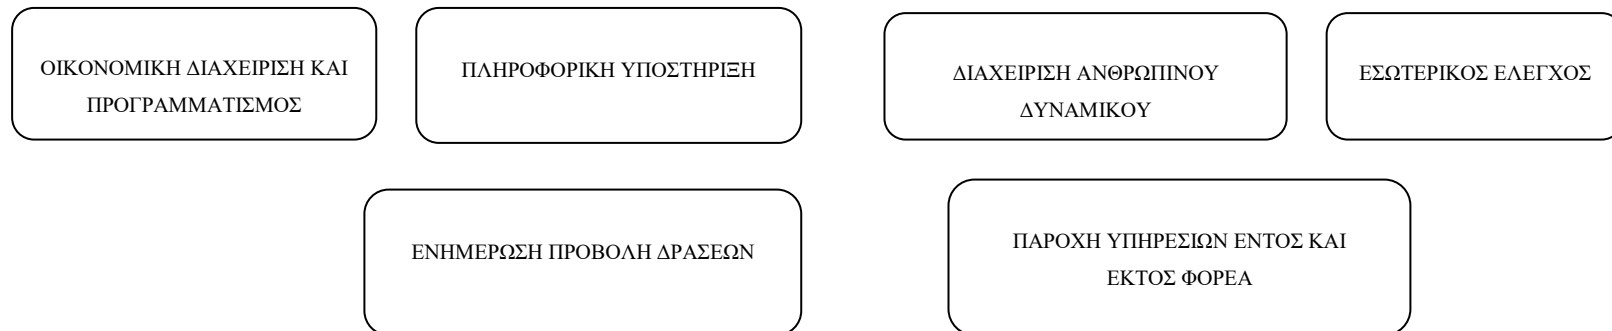 ΟΙΚΟΝΟΜΙΚΗ ΔΙΑΧΕΙΡΙΣΗ ΚΑΙ
ΠΡΟΓΡΑΜΜΑΤΙΣΜΟΣ
ΠΛΗΡΟΦΟΡΙΚΗ ΥΠΟΣΤΗΡΙΞΗ
ΔΙΑΧΕΙΡΙΣΗ ΑΝΘΡΩΠΙΝΟΥ
ΔΥΝΑΜΙΚΟΥ
ΕΣΩΤΕΡΙΚΟΣ ΕΛΕΓΧΟΣ
ΕΝΗΜΕΡΩΣΗ ΠΡΟΒΟΛΗ ΔΡΑΣΕΩΝ
ΠΑΡΟΧΗ ΥΠΗΡΕΣΙΩΝ ΕΝΤΟΣ ΚΑΙ
ΕΚΤΟΣ ΦΟΡΕΑ